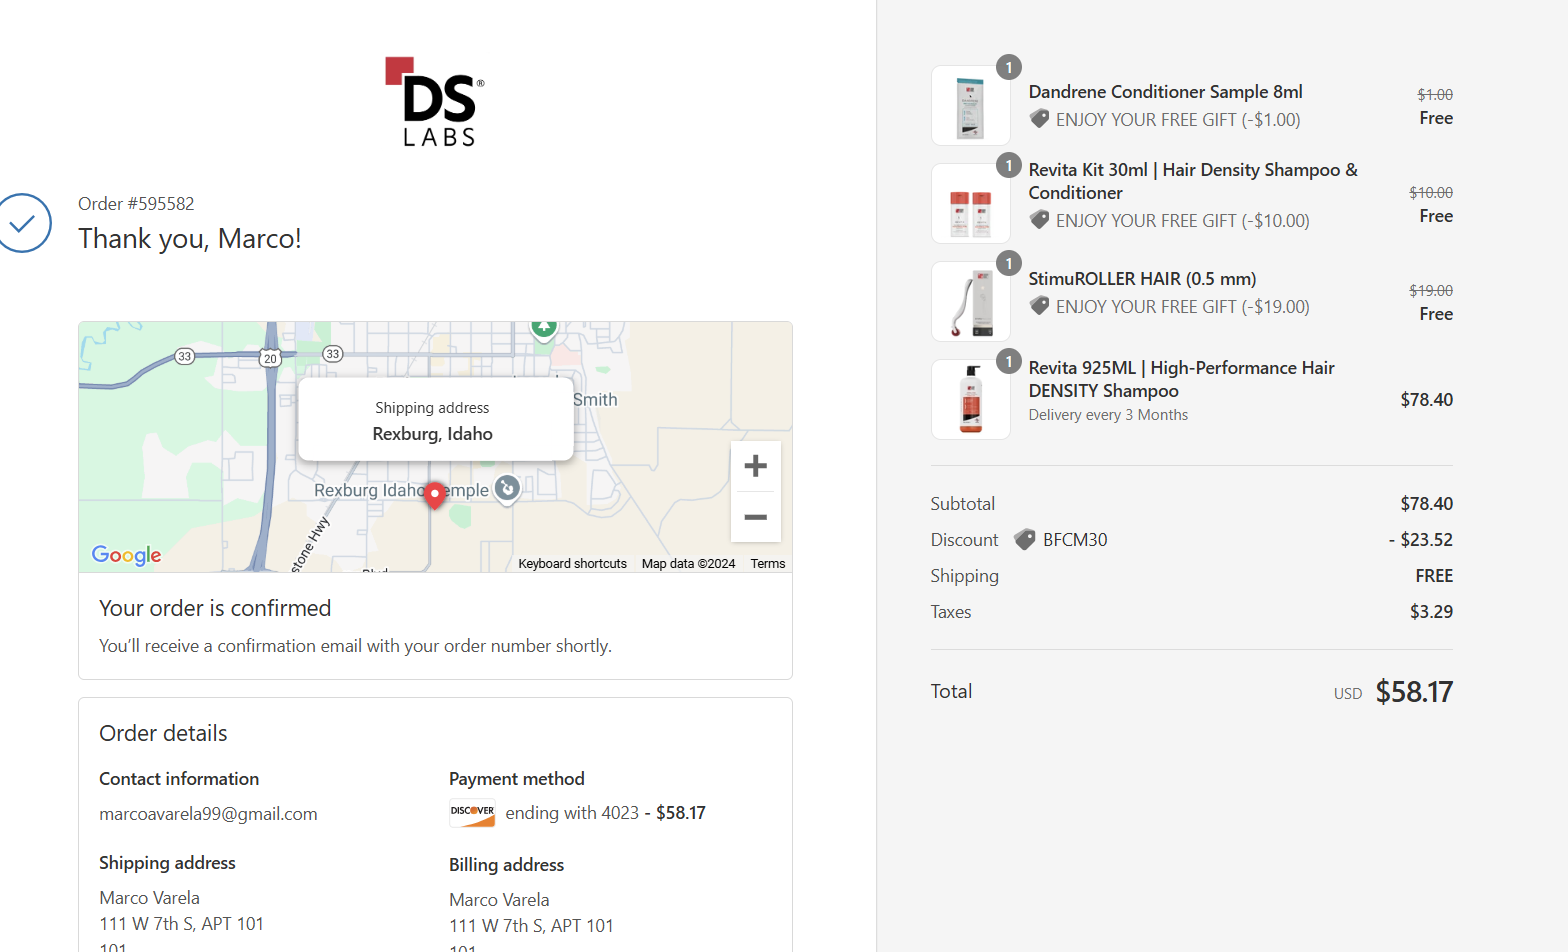 DS®
LABS
Order #595582
Thank you, Marco!
33
20
33
Smith
Shipping address
Rexburg, Idaho
Rexburg Idaho Temple
stone Hwy
Google
Keyboard shortcuts
Map data ©2024
Terms
Your order is confirmed
You’ll receive a confirmation email with your order number shortly.
Order details
Contact information
marcoavarela99@gmail.com
Payment method
DISCOVER ending with 4023 - $58.17
Shipping address
Marco Varela
111 W 7th S, APT 101
101
Billing address
Marco Varela
111 W 7th S, APT 101
101
1
Dandrene Conditioner Sample 8ml
ENJOY YOUR FREE GIFT (-$1.00)
$1.00
Free
1
Revita Kit 30ml | Hair Density Shampoo &
Conditioner
ENJOY YOUR FREE GIFT (-$10.00)
$10.00
Free
1
StimuROLLER HAIR (0.5 mm)
ENJOY YOUR FREE GIFT (-$19.00)
$19.00
Free
1
Revita 925ML | High-Performance Hair
DENSITY Shampoo
Delivery every 3 Months
$78.40
Subtotal $78.40
Discount BFCM30 - $23.52
Shipping FREE
Taxes $3.29
Total USD $58.17